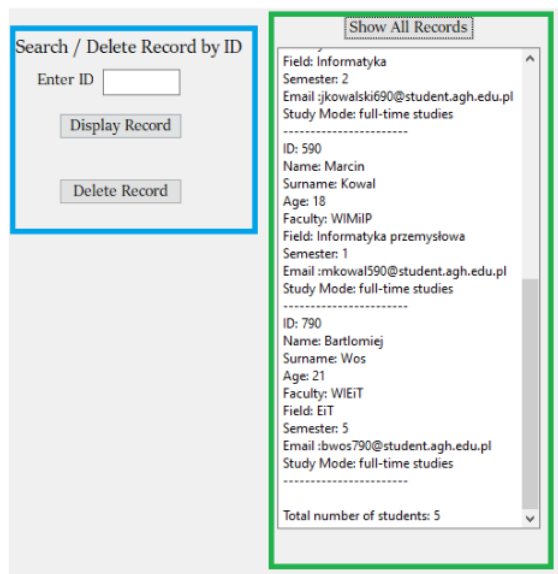 Search / Delete Record by ID
Enter ID
Display Record
Delete Record
Show All Records
Field: Informatyka
Semester: 2
Email :jkowalski690@student.agh.edu.pl
Study Mode: full-time studies
-----------------------
ID: 590
Name: Marcin
Surname: Kowal
Age: 18
Faculty: WIMiIP
Field: Informatyka przemysłowa
Semester: 1
Email :mkowal590@student.agh.edu.pl
Study Mode: full-time studies
-----------------------
ID: 790
Name: Bartlomiej
Surname: Wos
Age: 21
Faculty: WIEiT
Field: EiT
Semester: 5
Email :bwos790@student.agh.edu.pl
Study Mode: full-time studies
-----------------------
Total number of students: 5